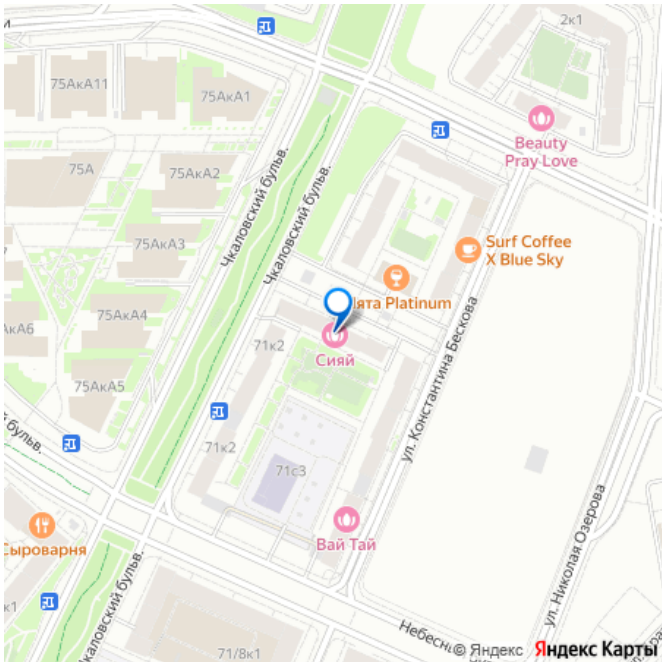 2к1
75АкА11
75АкА1
Beauty
Pray Love
75А
75АкА2
Чкаловский бульв.
Чкаловский бульв.
75АкА3
Surf Coffee
X Blue Sky
Мята Platinum
75АкА4
АкА6
71к2
Сияй
ул. Константина Бескова
75АкА5
бульв.
71к2
71с3
Вай Тай
Сыроварня
ул. Николая Озерова
к1
Чкаловский бульв.
71/8к1
Небесн
© Яндекс Яндекс Карты